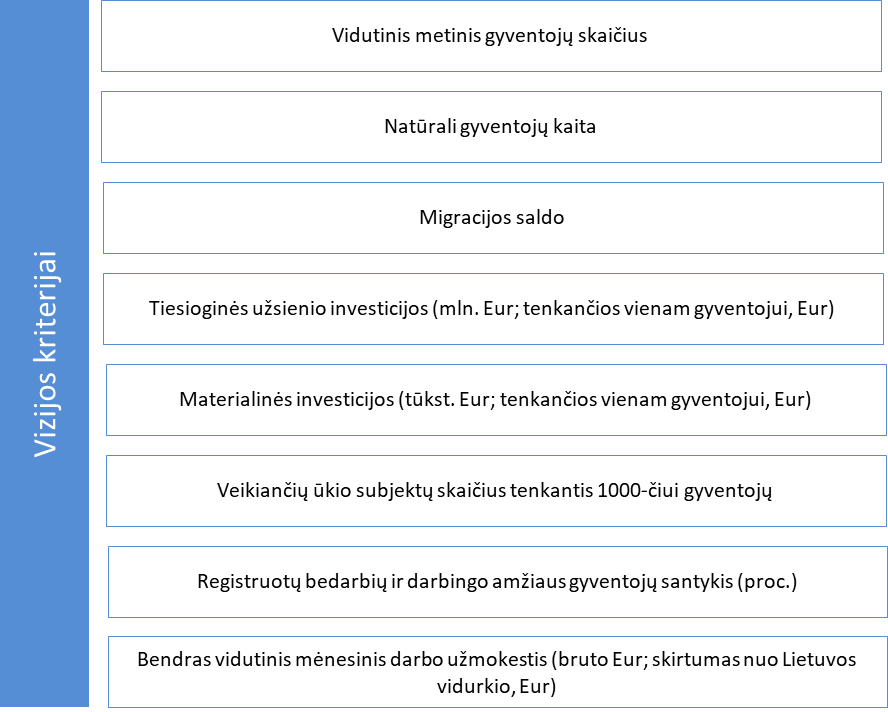 Vizijos kriterijai
Vidutinis metinis gyventojų skaičius
Natūrali gyventojų kaita
Migracijos saldo
Tiesioginės užsienio investicijos (mln. Eur; tenkančios vienam gyventojui, Eur)
Materialinės investicijos (tūkst. Eur; tenkančios vienam gyventojui, Eur)
Veikiančių ūkio subjektų skaičius tenkantis 1000-čiui gyventojų
Registruotų bedarbių ir darbingo amžiaus gyventojų santykis (proc.)
Bendras vidutinis mėnesinis darbo užmokestis (bruto Eur; skirtumas nuo Lietuvos
vidurkio, Eur)